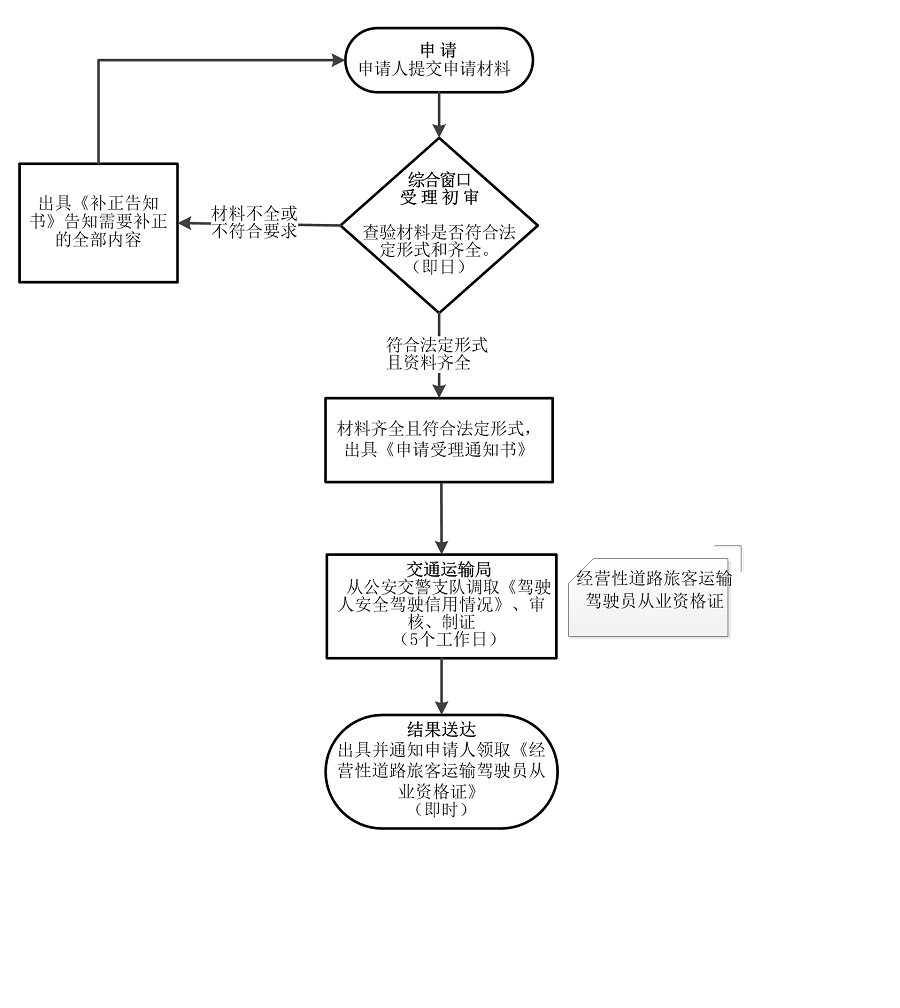 申 请
申请人提交申请材料
综合窗口
受 理 初 审
查验材料是否符合法
定形式和齐全。
（即日）
材料不全或
不符合要求
出具《补正告知
书》告知需要补正
的全部内容
符合法定形式
且资料齐全
材料齐全且符合法定形式，
出具《申请受理通知书》
交通运输局
从公安交警支队调取《驾驶
人安全驾驶信用情况》、审
核、制证
（5个工作日）
经营性道路旅客运输
驾驶员从业资格证
结果送达
出具并通知申请人领取《经
营性道路旅客运输驾驶员从
业资格证》
（即时）